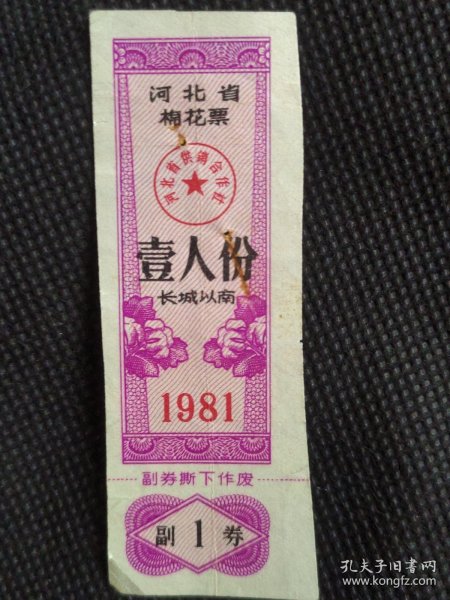 河北省
棉花票
河北省供销合作社
壹人份
长城以南
1981
副券撕下作废
副 1 券
孔夫子旧书网
www.kongfz.com